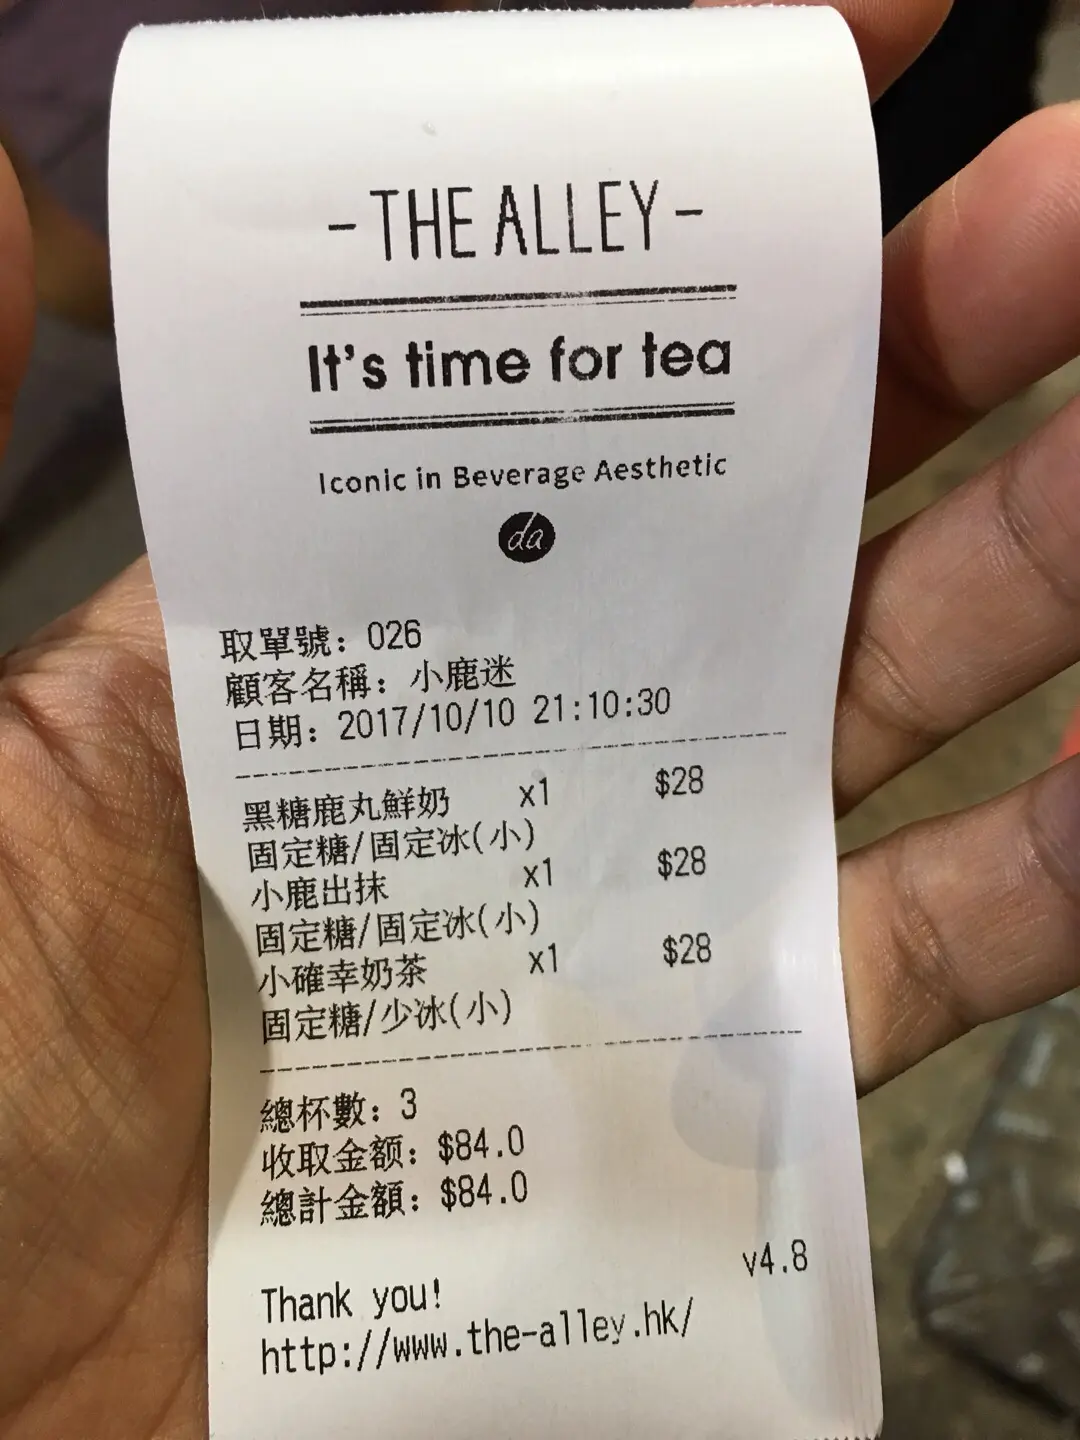 - THE ALLEY -
It's time for tea
Iconic in Beverage Aesthetic
da
取單號: 026
顧客名稱: 小鹿迷
日期: 2017/10/10 21:10:30
黑糖鹿丸鮮奶 x1 $28
固定糖/固定冰(小)
小鹿出抹 x1 $28
固定糖/固定冰(小)
小確幸奶茶 x1 $28
固定糖/少冰(小)
總杯數: 3
收取金额: $84.0
總計金額: $84.0
v4.8
Thank you!
http://www.the-alley.hk/